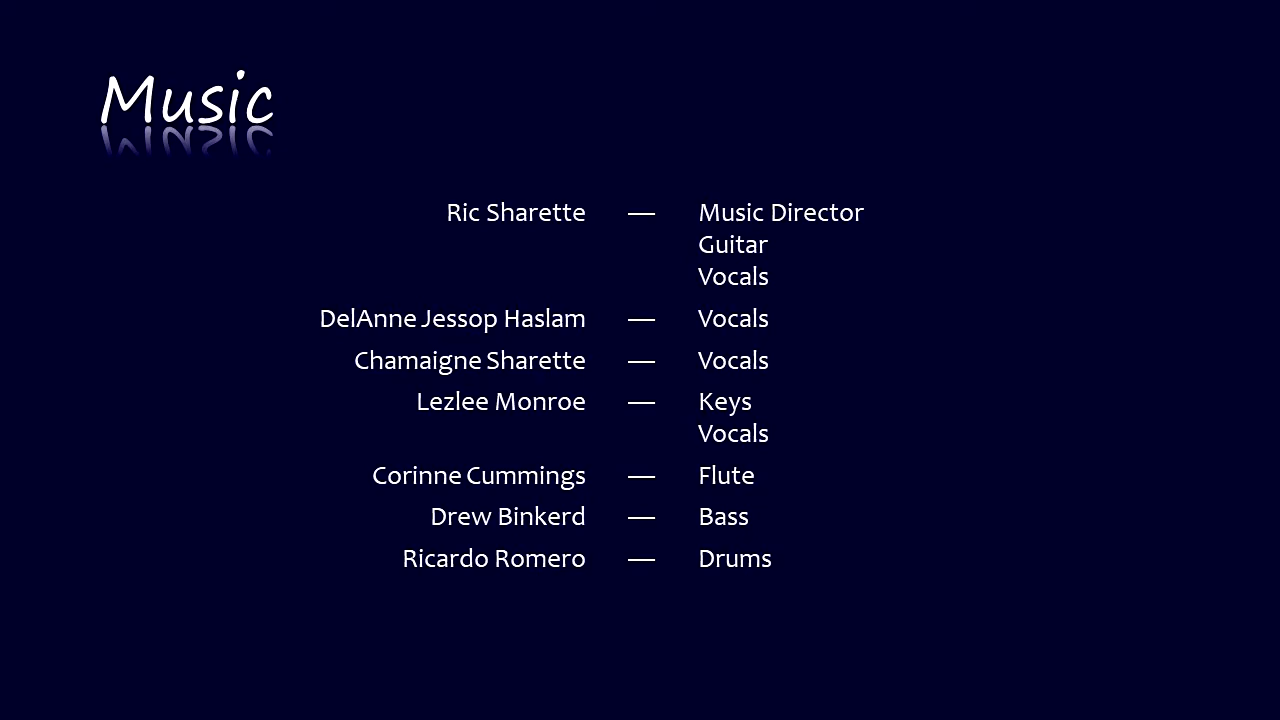 Music
Ric Sharette — Music Director
Guitar
Vocals
DelAnne Jessop Haslam — Vocals
Chamaigne Sharette — Vocals
Lezlee Monroe — Keys
Vocals
Corinne Cummings — Flute
Drew Binkerd — Bass
Ricardo Romero — Drums